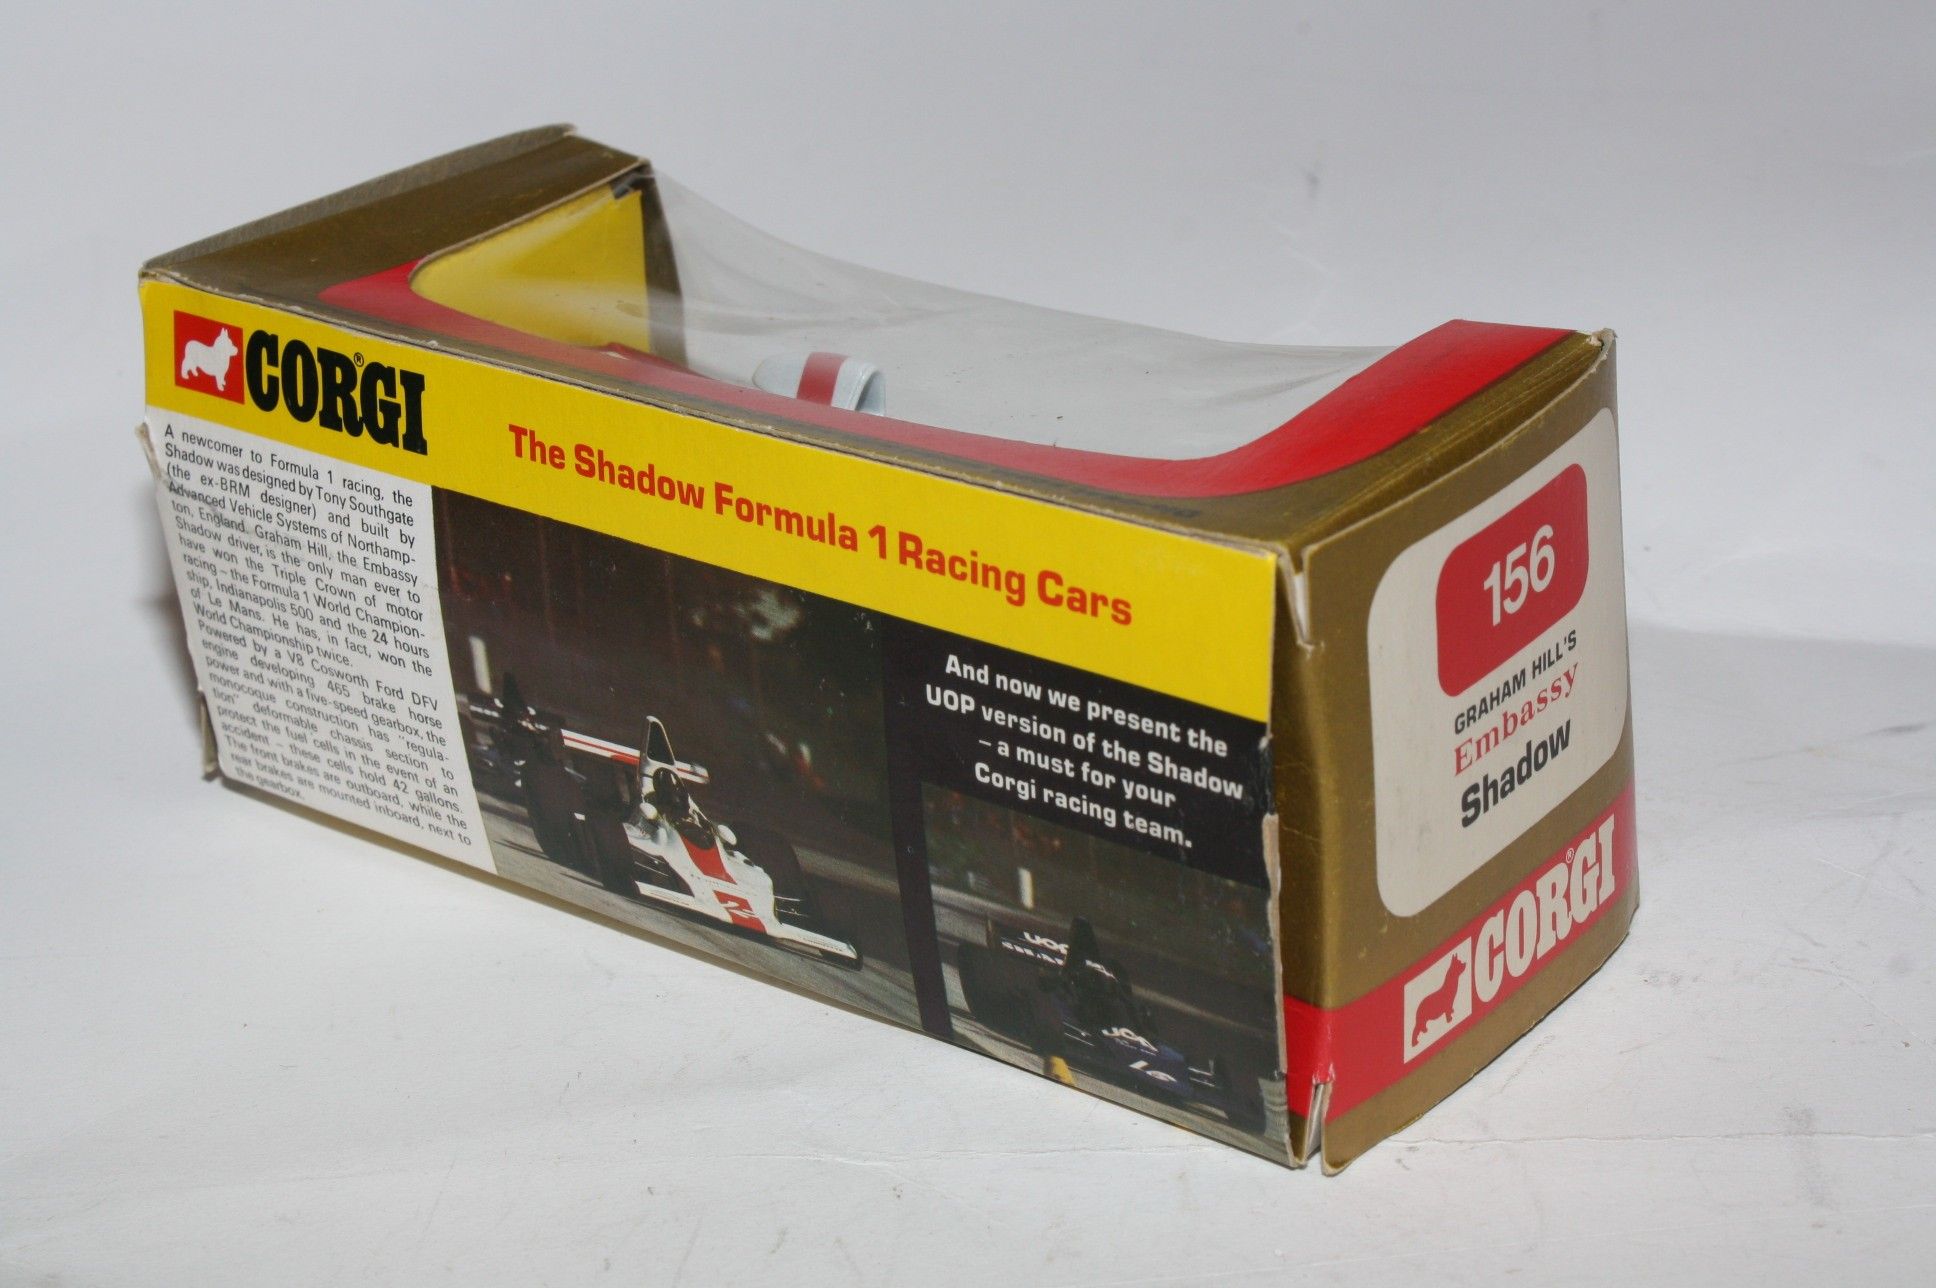 CORGI®
The Shadow Formula 1 Racing Cars
A newcomer to Formula 1 racing, the
Shadow was designed by Tony Southgate
(the ex-BRM designer) and built by
Advanced Vehicle Systems of Northamp-
ton, England. Graham Hill, the Embassy
Shadow driver, is the only man ever to
have won the Triple Crown of motor
racing – the Formula 1 World Champion-
ship, Indianapolis 500 and the 24 hours
of Le Mans. He has, in fact, won the
World Championship twice.
Powered by a V8 Cosworth Ford DFV
engine developing 465 brake horse
power and with a five-speed gearbox, the
monocoque construction has "regula-
tion" deformable chassis section to
protect the fuel cells in the event of an
accident – these cells hold 42 gallons.
The front brakes are outboard, while the
rear brakes are mounted inboard, next to
the gearbox.
And now we present the
UOP version of the Shadow
– a must for your
Corgi racing team.
UOP
UOP
16
156
GRAHAM HILL'S
Embassy
Shadow
CORGI®